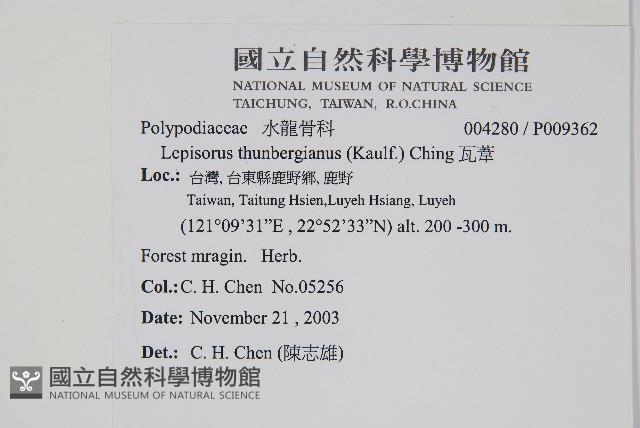 國立自然科學博物館
NATIONAL MUSEUM OF NATURAL SCIENCE
TAICHUNG, TAIWAN, R.O.CHINA
Polypodiaceae 水龍骨科 004280 / P009362
Lepisorus thunbergianus (Kaulf.) Ching 瓦葦
Loc.: 台灣, 台東縣鹿野鄉, 鹿野
Taiwan, Taitung Hsien,Luyeh Hsiang, Luyeh
(121°09’31”E , 22°52’33”N) alt. 200 -300 m.
Forest mragin. Herb.
Col.: C. H. Chen No.05256
Date: November 21 , 2003
Det.: C. H. Chen (陳志雄)
國立自然科學博物館
NATIONAL MUSEUM OF NATURAL SCIENCE